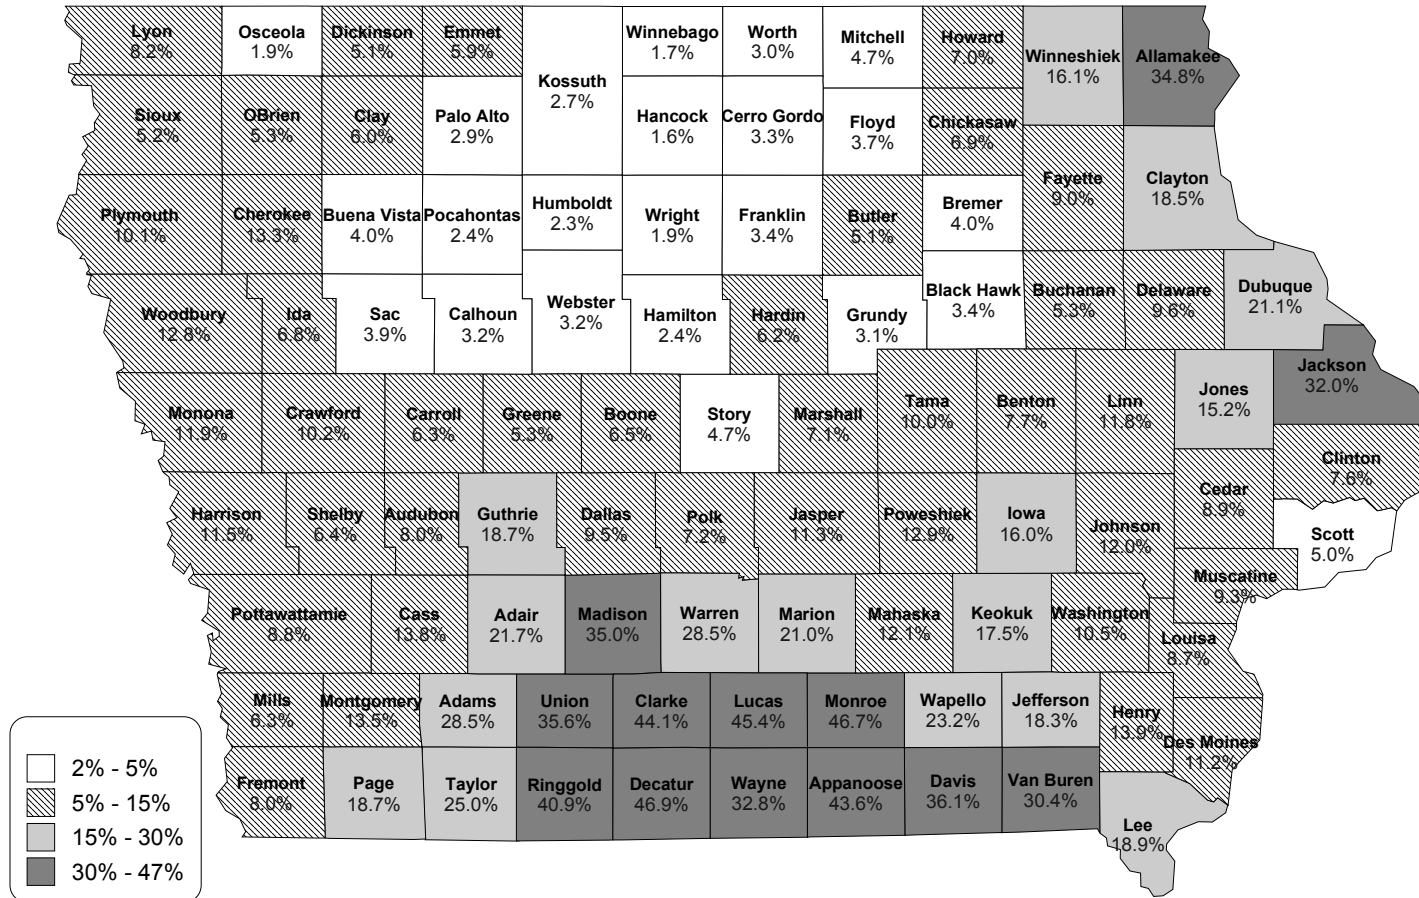 Lyon
8.2%
Osceola
1.9%
Dickinson
5.1%
Emmet
5.9%
Kossuth
2.7%
Winnebago
1.7%
Worth
3.0%
Mitchell
4.7%
Howard
7.0%
Winneshiek
16.1%
Allamakee
34.8%
Sioux
5.2%
OBrien
5.3%
Clay
6.0%
Palo Alto
2.9%
Hancock
1.6%
Cerro Gordo
3.3%
Floyd
3.7%
Chickasaw
6.9%
Fayette
9.0%
Clayton
18.5%
Plymouth
10.1%
Cherokee
13.3%
Buena Vista
4.0%
Pocahontas
2.4%
Humboldt
2.3%
Wright
1.9%
Franklin
3.4%
Butler
5.1%
Bremer
4.0%
Woodbury
12.8%
Ida
6.8%
Sac
3.9%
Calhoun
3.2%
Webster
3.2%
Hamilton
2.4%
Hardin
6.2%
Grundy
3.1%
Black Hawk
3.4%
Buchanan
5.3%
Delaware
9.6%
Dubuque
21.1%
Monona
11.9%
Crawford
10.2%
Carroll
6.3%
Greene
5.3%
Boone
6.5%
Story
4.7%
Marshall
7.1%
Tama
10.0%
Benton
7.7%
Linn
11.8%
Jones
15.2%
Jackson
32.0%
Clinton
7.6%
Harrison
11.5%
Shelby
6.4%
Audubon
8.0%
Guthrie
18.7%
Dallas
9.5%
Polk
7.2%
Jasper
11.3%
Poweshiek
12.9%
Iowa
16.0%
Johnson
12.0%
Cedar
8.9%
Scott
5.0%
Muscatine
9.3%
Pottawattamie
8.8%
Cass
13.8%
Adair
21.7%
Madison
35.0%
Warren
28.5%
Marion
21.0%
Mahaska
12.1%
Keokuk
17.5%
Washington
10.5%
Louisa
8.7%
Mills
6.3%
Montgomery
13.5%
Adams
28.5%
Union
35.6%
Clarke
44.1%
Lucas
45.4%
Monroe
46.7%
Wapello
23.2%
Jefferson
18.3%
Henry
13.9%
Des Moines
11.2%
Fremont
8.0%
Page
18.7%
Taylor
25.0%
Ringgold
40.9%
Decatur
46.9%
Wayne
32.8%
Appanoose
43.6%
Davis
36.1%
Van Buren
30.4%
Lee
18.9%
2% - 5%
5% - 15%
15% - 30%
30% - 47%